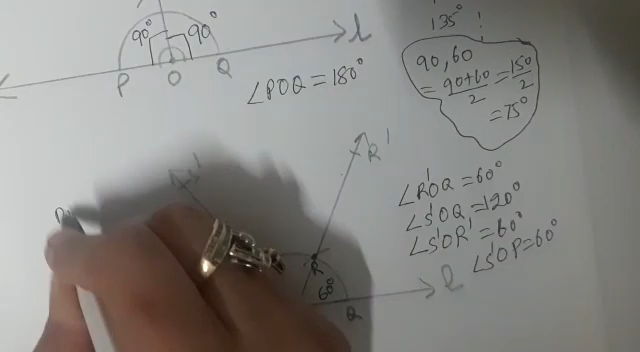 135°
90° 90° l
P O Q
∠POQ = 180°
90, 60
= 90+60/2 = 150/2
= 75°
S' R'
∠R'OQ = 60°
∠S'OQ = 120°
∠S'OR' = 60°
∠S'OP = 60°
R
60° l
Q